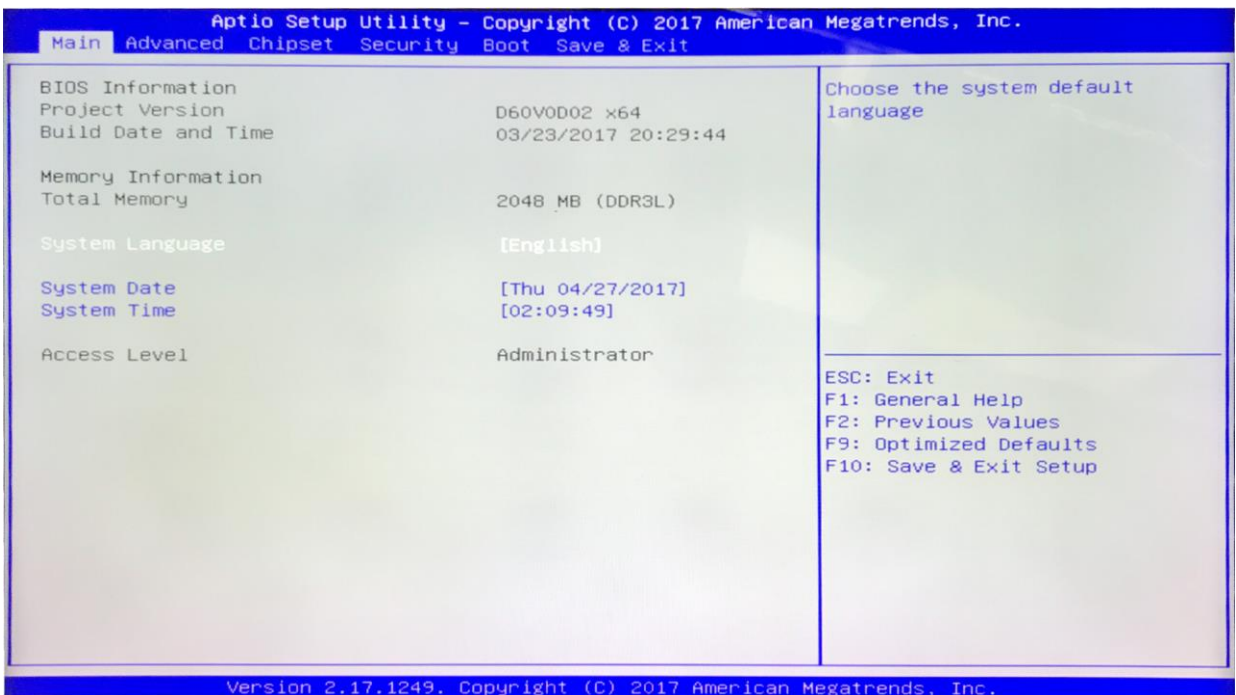 Aptio Setup Utility – Copyright (C) 2017 American Megatrends, Inc.
Main Advanced Chipset Security Boot Save & Exit
BIOS Information
Project Version D60V0D02 x64
Build Date and Time 03/23/2017 20:29:44
Memory Information
Total Memory 2048 MB (DDR3L)
System Language [English]
System Date [Thu 04/27/2017]
System Time [02:09:49]
Access Level Administrator
Choose the system default
language
ESC: Exit
F1: General Help
F2: Previous Values
F9: Optimized Defaults
F10: Save & Exit Setup
Version 2.17.1249. Copyright (C) 2017 American Megatrends, Inc.